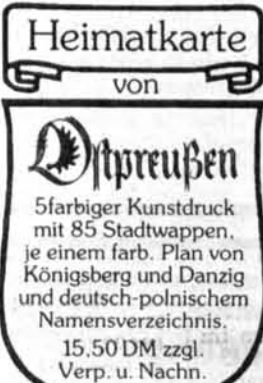 Heimatkarte
von
Ostpreußen
5farbiger Kunstdruck
mit 85 Stadtwappen,
je einem farb. Plan von
Königsberg und Danzig
und deutsch-polnischem
Namensverzeichnis.
15,50 DM zzgl.
Verp. u. Nachn.